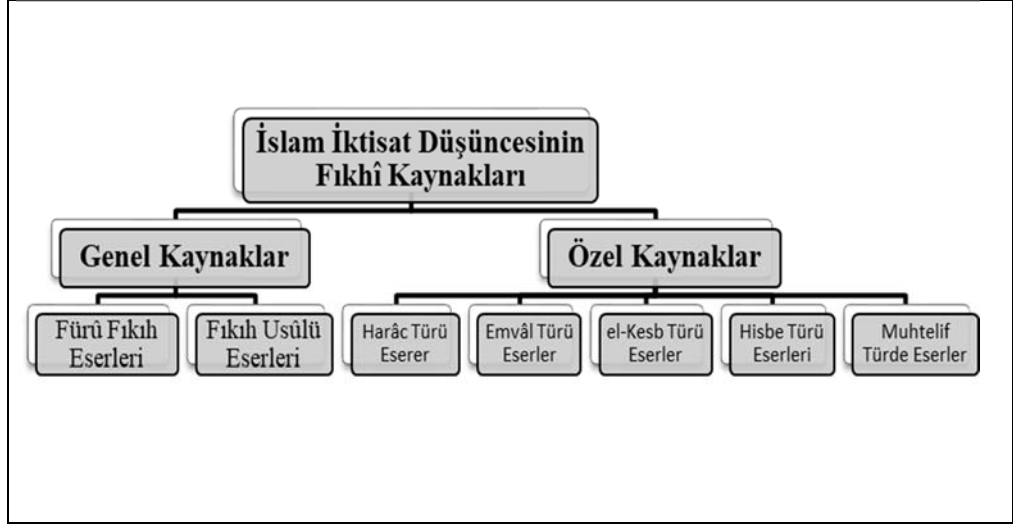 İslam İktisat Düşüncesinin
Fıkhî Kaynakları
Genel Kaynaklar
Özel Kaynaklar
Fürû Fıkıh
Eserleri
Fıkıh Usûlü
Eserleri
Harâc Türü
Eserer
Emvâl Türü
Eserler
el-Kesb Türü
Eserler
Hisbe Türü
Eserleri
Muhtelif
Türde Eserler